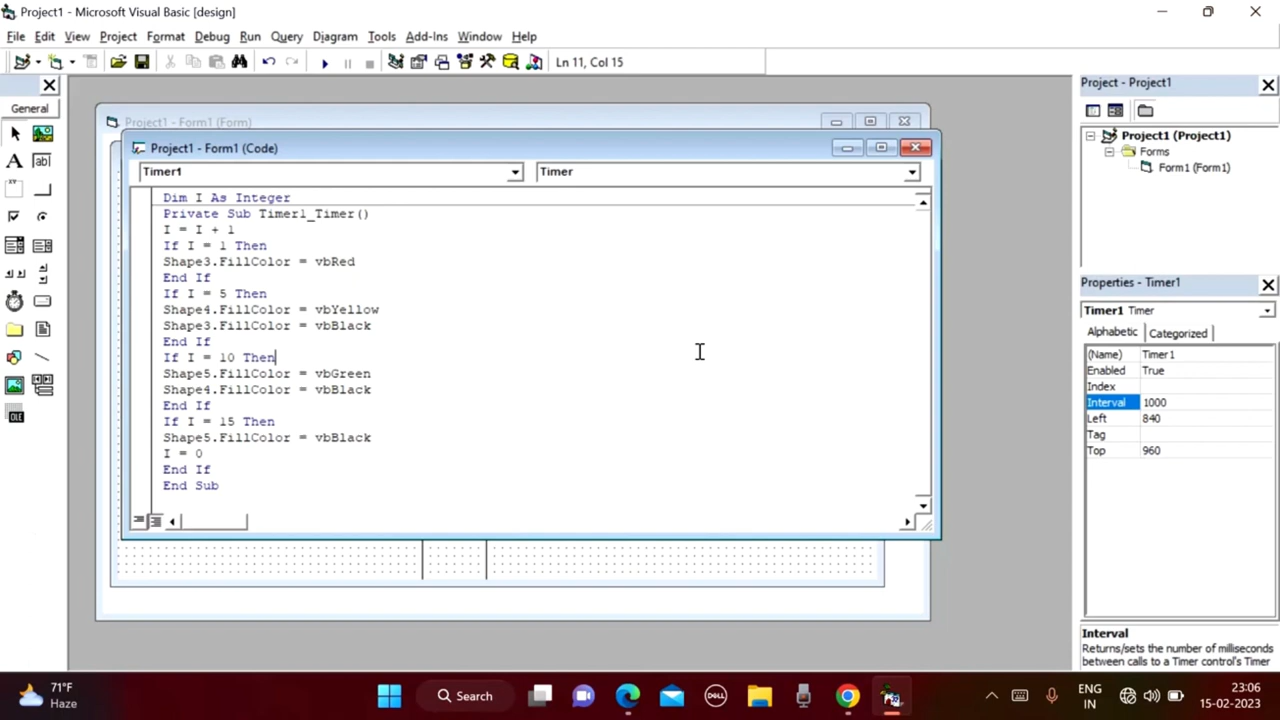 Project1 - Microsoft Visual Basic [design]
File Edit View Project Format Debug Run Query Diagram Tools Add-Ins Window Help
Ln 11, Col 15
General
A
ab|
xv
OLE
Project1 - Form1 (Form)
Project1 - Form1 (Code)
Timer1
Timer
Dim I As Integer
Private Sub Timer1_Timer()
I = I + 1
If I = 1 Then
Shape3.FillColor = vbRed
End If
If I = 5 Then
Shape4.FillColor = vbYellow
Shape3.FillColor = vbBlack
End If
If I = 10 Then
Shape5.FillColor = vbGreen
Shape4.FillColor = vbBlack
End If
If I = 15 Then
Shape5.FillColor = vbBlack
I = 0
End If
End Sub
Project - Project1
Project1 (Project1)
Forms
Form1 (Form1)
Properties - Timer1
Timer1 Timer
Alphabetic Categorized
(Name) Timer1
Enabled True
Index
Interval 1000
Left 840
Tag
Top 960
Interval
Returns/sets the number of milliseconds
between calls to a Timer control's Timer
71°F
Haze
Search
DELL
ENG
IN
23:06
15-02-2023